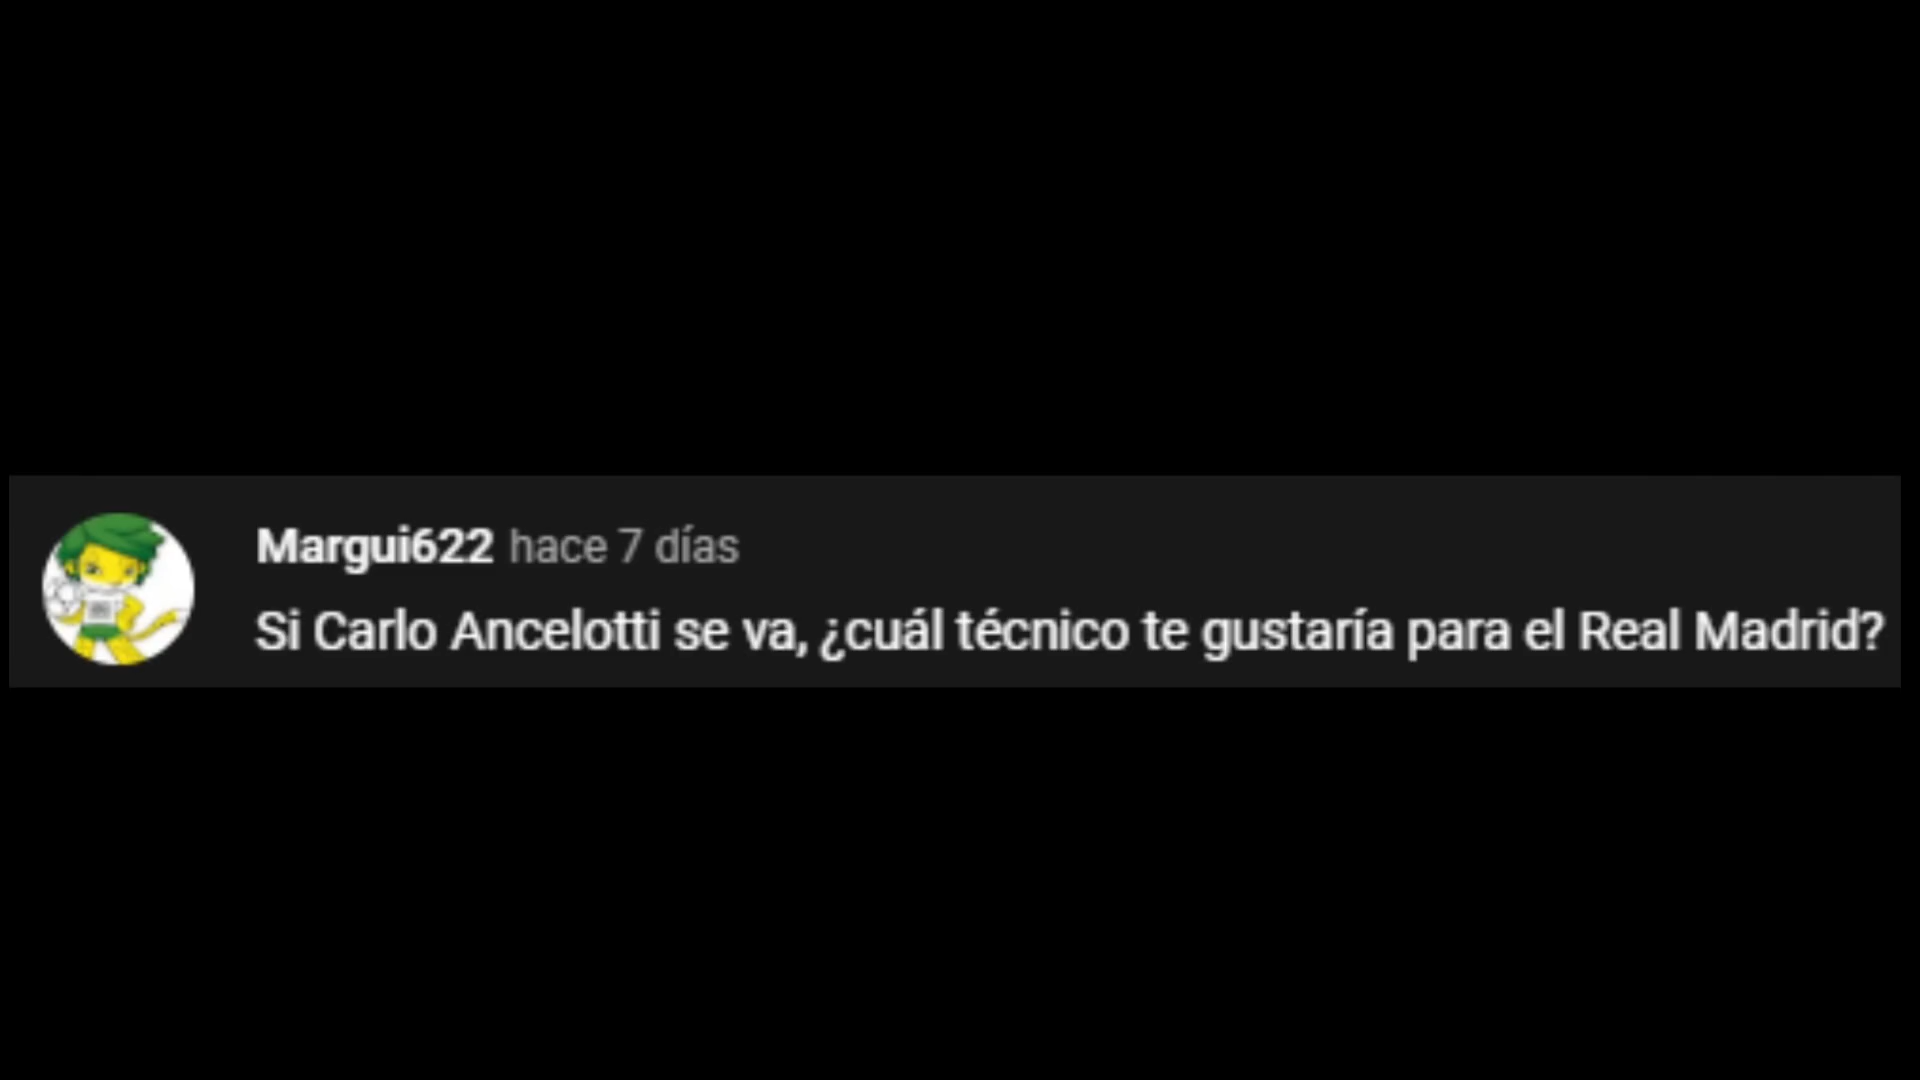 Margui622 hace 7 días
Si Carlo Ancelotti se va, ¿cuál técnico te gustaría para el Real Madrid?